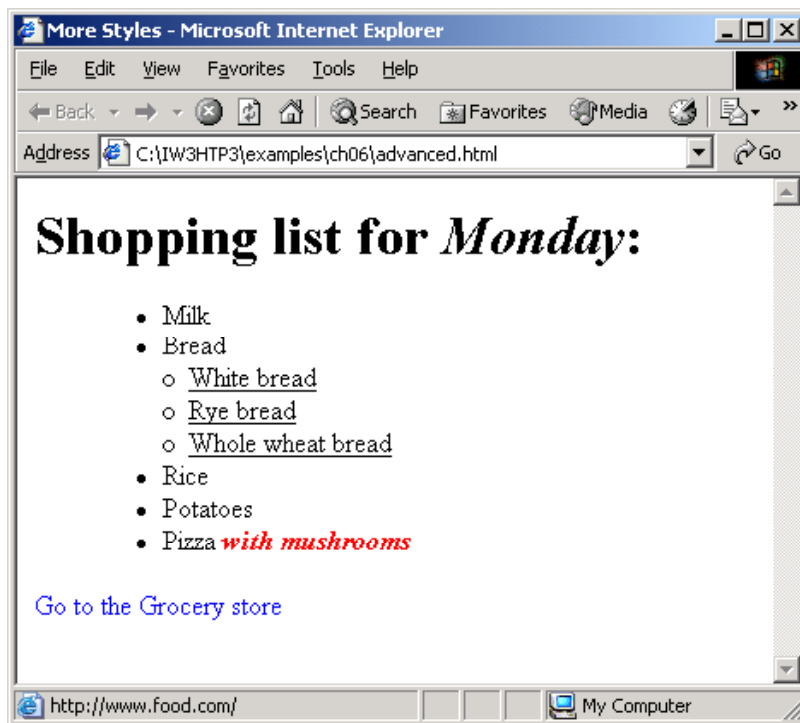 More Styles - Microsoft Internet Explorer
File Edit View Favorites Tools Help
Back Search Favorites Media »
Address C:\IW3HTP3\examples\ch06\advanced.html Go
Shopping list for Monday:
• Milk
• Bread
o White bread
o Rye bread
o Whole wheat bread
• Rice
• Potatoes
• Pizza with mushrooms
Go to the Grocery store
http://www.food.com/ My Computer